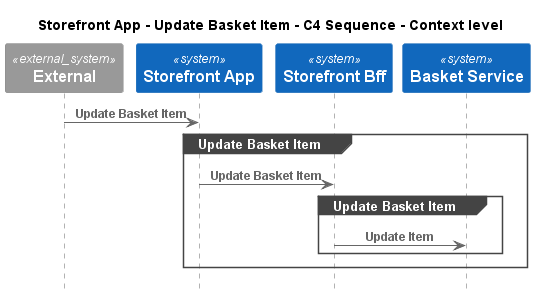 Storefront App - Update Basket Item - C4 Sequence - Context level
«external_system»
External
«system»
Storefront App
«system»
Storefront Bff
«system»
Basket Service
Update Basket Item
Update Basket Item
Update Basket Item
Update Basket Item
Update Item